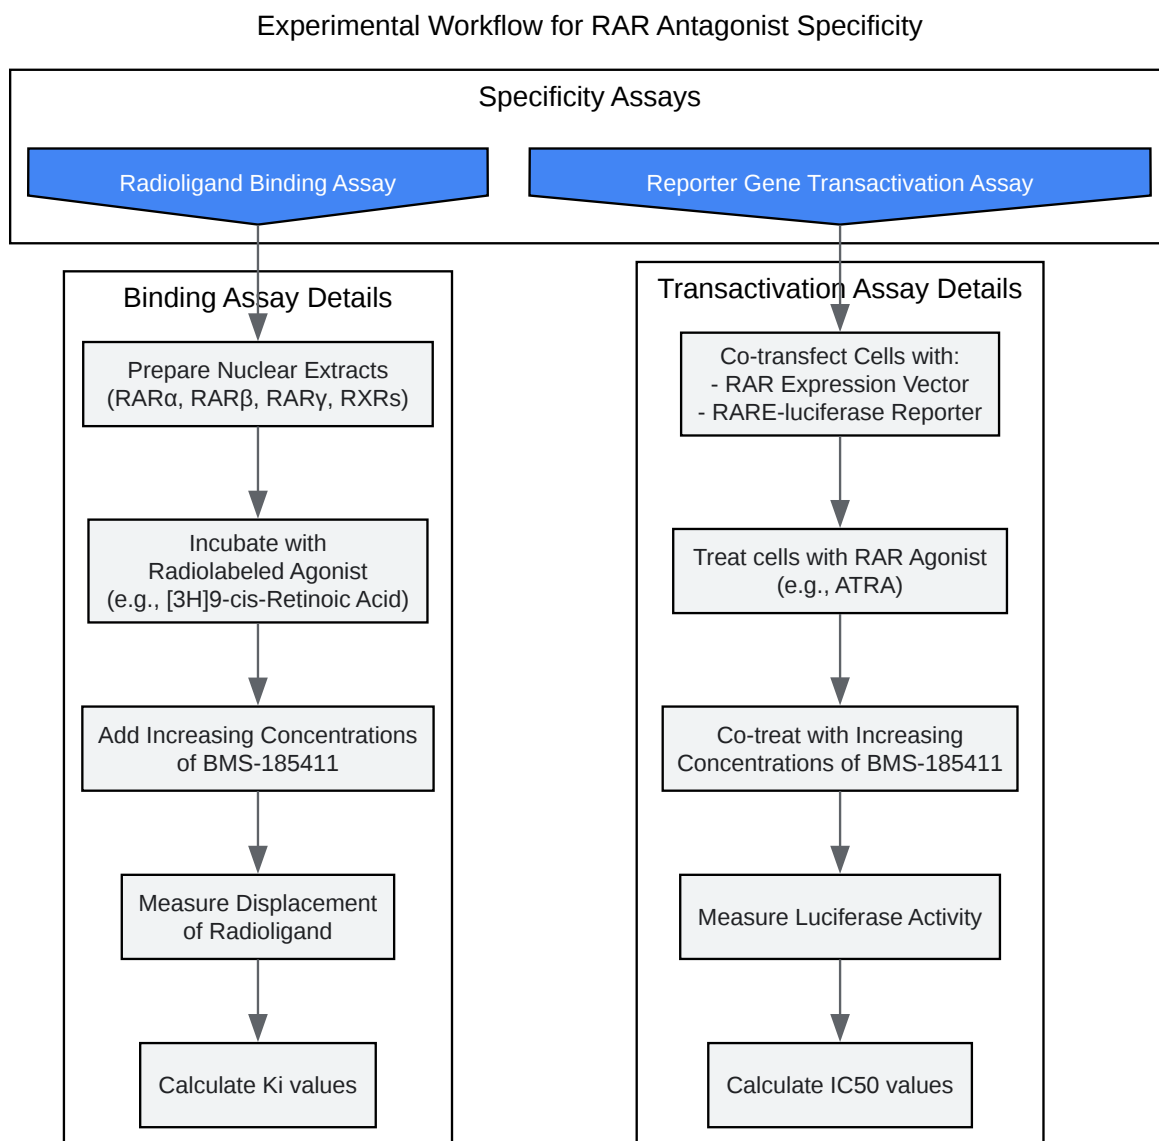 Experimental Workflow for RAR Antagonist Specificity
Specificity Assays
Radioligand Binding Assay
Reporter Gene Transactivation Assay
Binding Assay Details
Prepare Nuclear Extracts
(RARα, RARβ, RARγ, RXRs)
Incubate with
Radiolabeled Agonist
(e.g., [3H]9-cis-Retinoic Acid)
Add Increasing Concentrations
of BMS-185411
Measure Displacement
of Radioligand
Calculate Ki values
Transactivation Assay Details
Co-transfect Cells with:
- RAR Expression Vector
- RARE-luciferase Reporter
Treat cells with RAR Agonist
(e.g., ATRA)
Co-treat with Increasing
Concentrations of BMS-185411
Measure Luciferase Activity
Calculate IC50 values